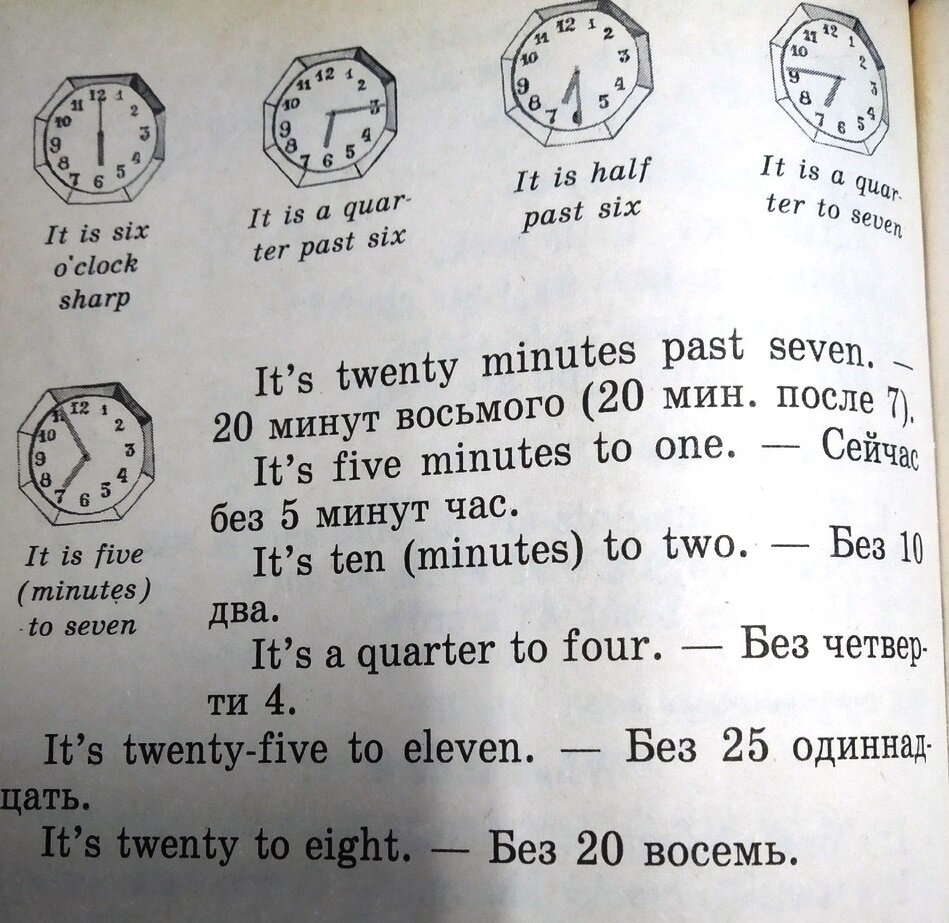 It is six
o'clock
sharp
It is a quar-
ter past six
It is half
past six
It is a quar-
ter to seven
It is five
(minutes)
to seven
It's twenty minutes past seven. –
20 минут восьмого (20 мин. после 7).
It's five minutes to one. — Сейчас
без 5 минут час.
It's ten (minutes) to two. — Без 10
два.
It's a quarter to four. — Без четвер-
ти 4.
It's twenty-five to eleven. — Без 25 одиннад-
цать.
It's twenty to eight. — Без 20 восемь.